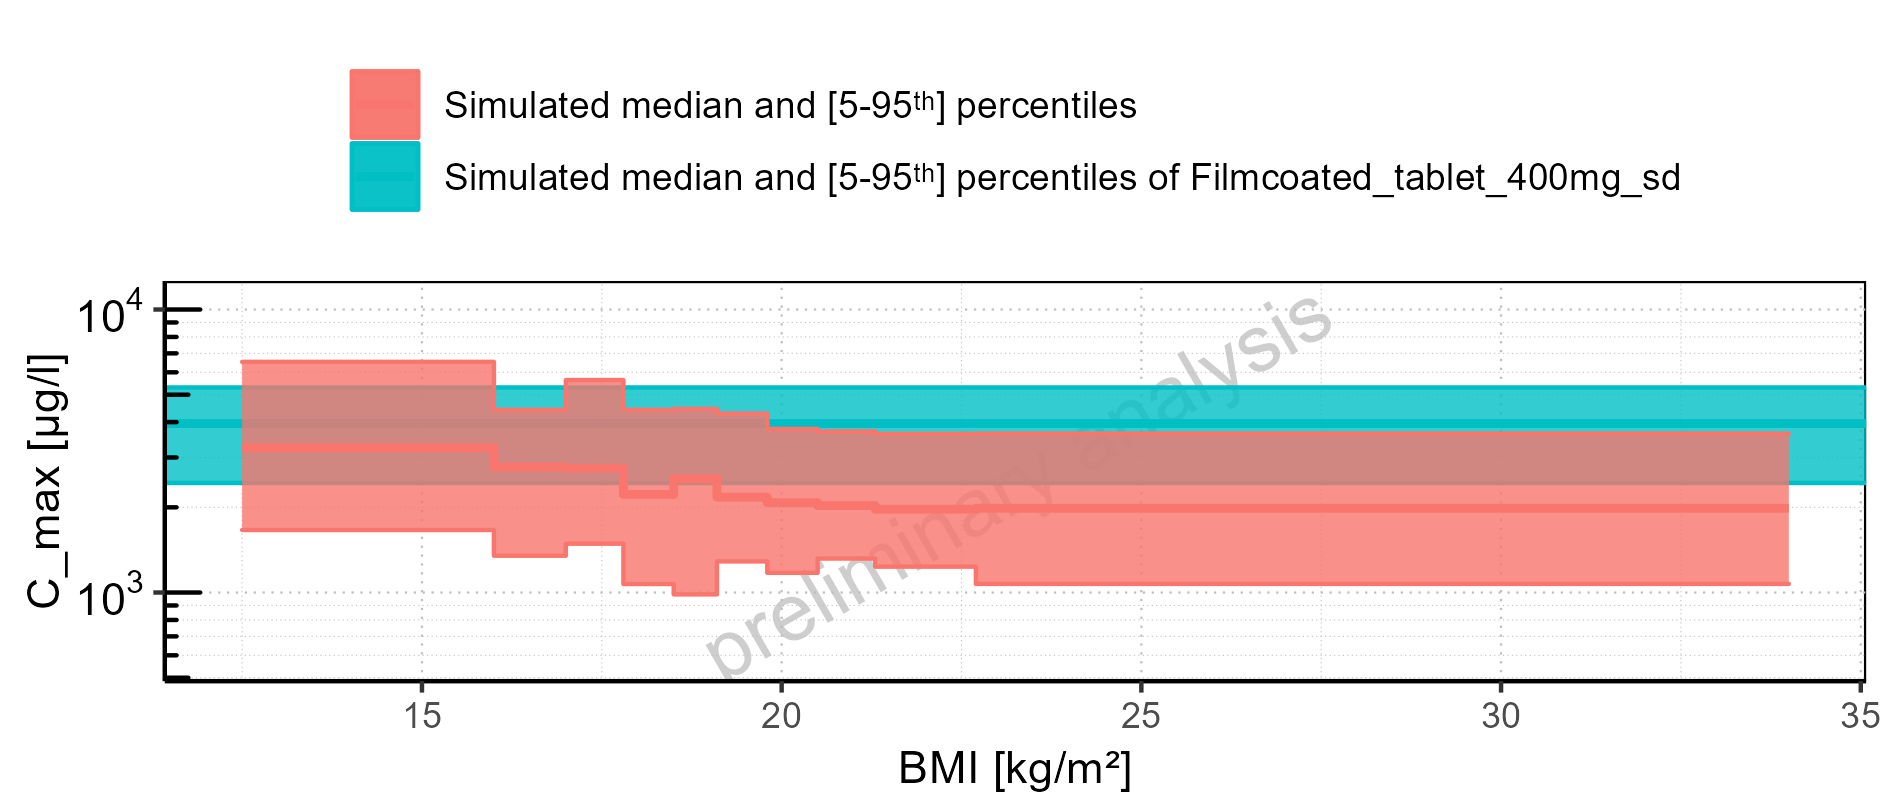 Simulated median and [5-95ᵗʰ] percentiles
Simulated median and [5-95ᵗʰ] percentiles of Filmcoated_tablet_400mg_sd
10⁴
10³
C_max [µg/l]
preliminary analysis
15 20 25 30 35
BMI [kg/m²]